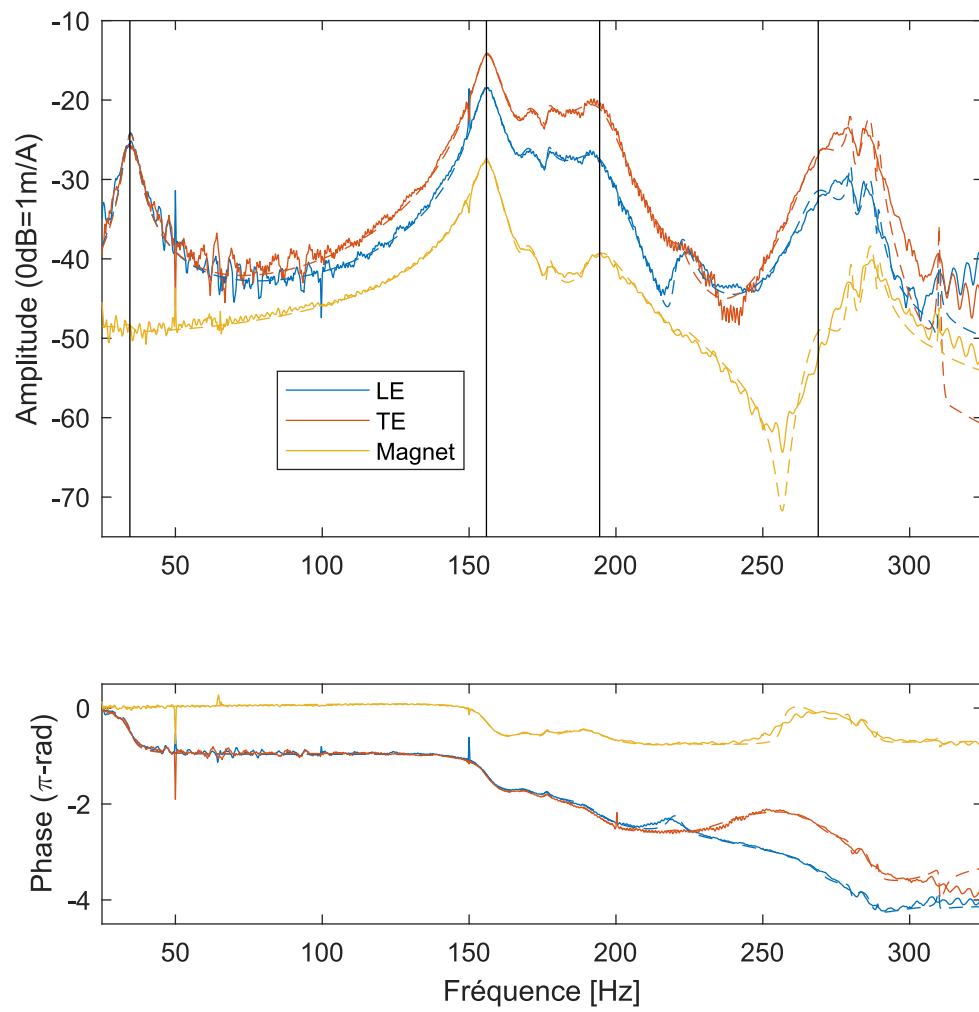 Amplitude (0dB=1m/A)
-10
-20
-30
-40
-50
-60
-70
LE
TE
Magnet
50 100 150 200 250 300
Phase (π-rad)
0
-2
-4
50 100 150 200 250 300
Fréquence [Hz]